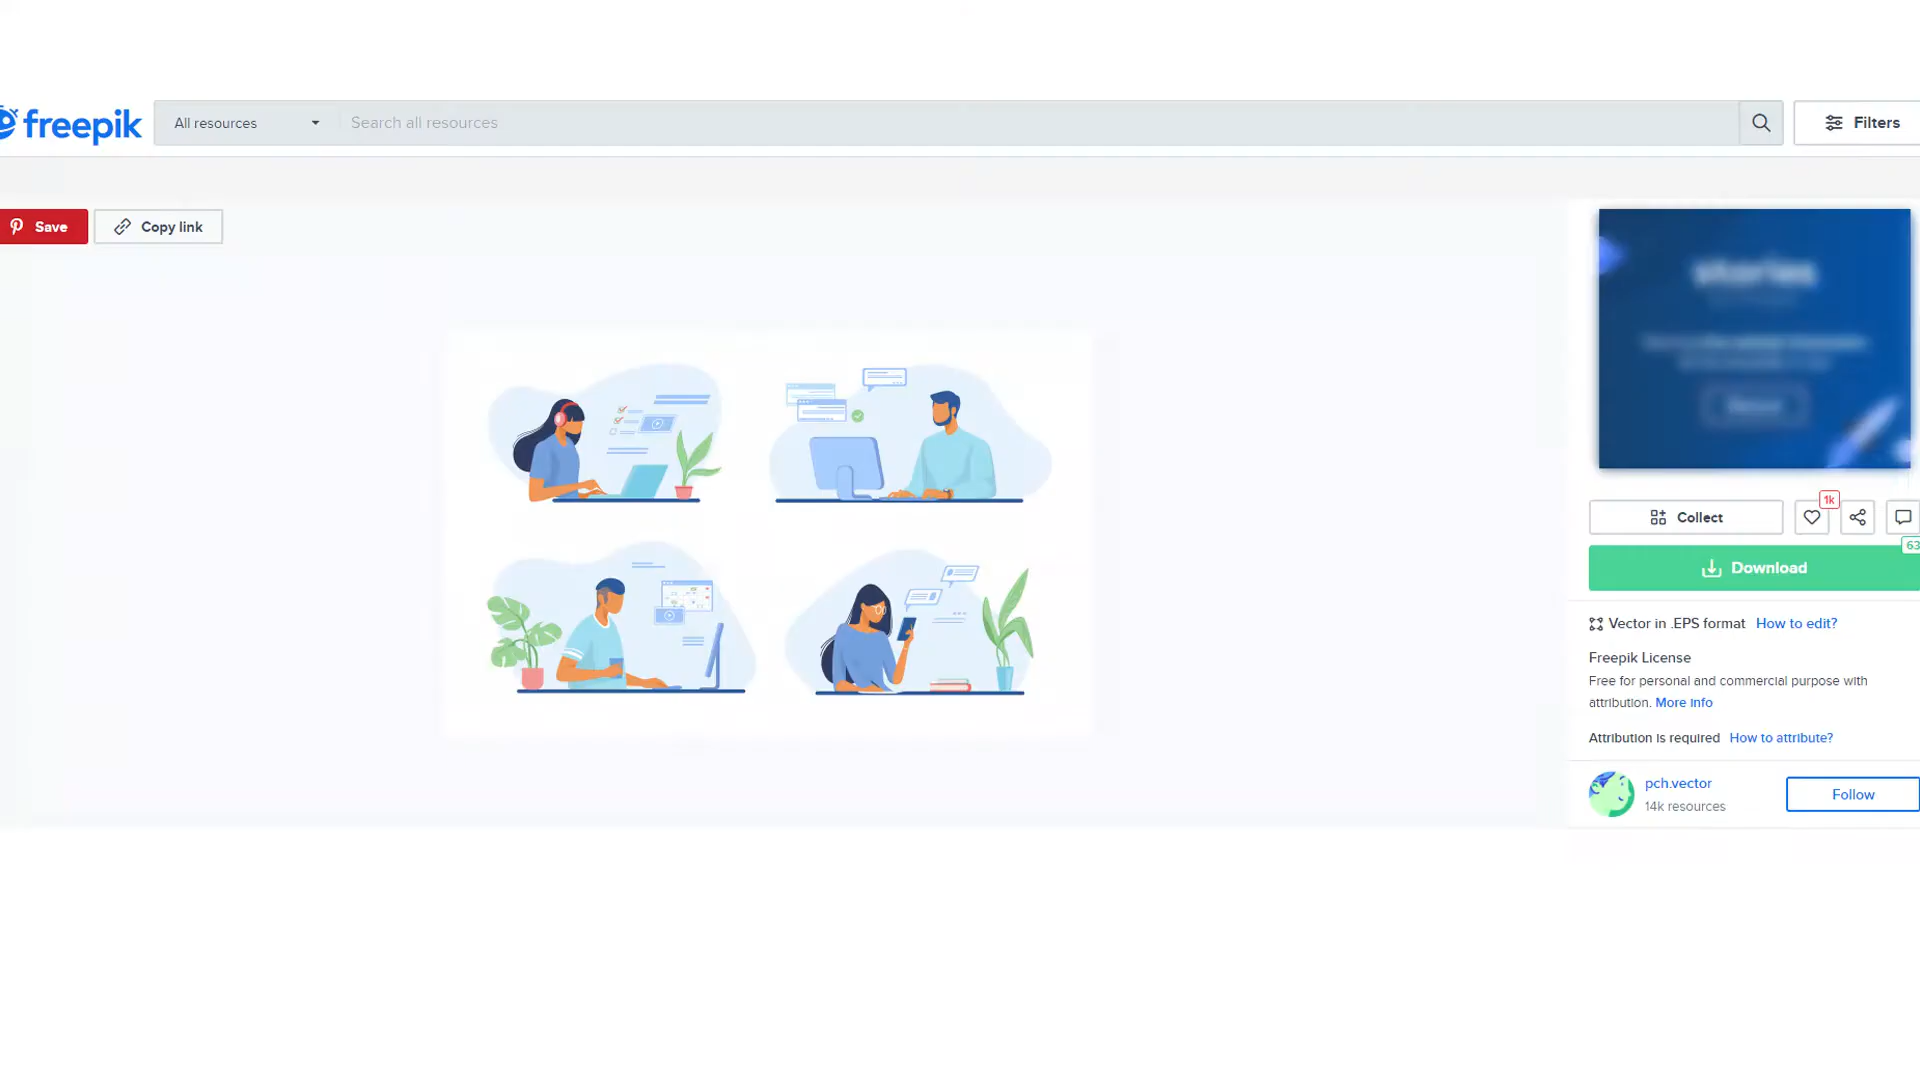 freepik
All resources
Search all resources
Filters
Save
Copy link
stories
Collect
1k
63
Download
Vector in .EPS format How to edit?
Freepik License
Free for personal and commercial purpose with
attribution. More info
Attribution is required How to attribute?
pch.vector
14k resources
Follow